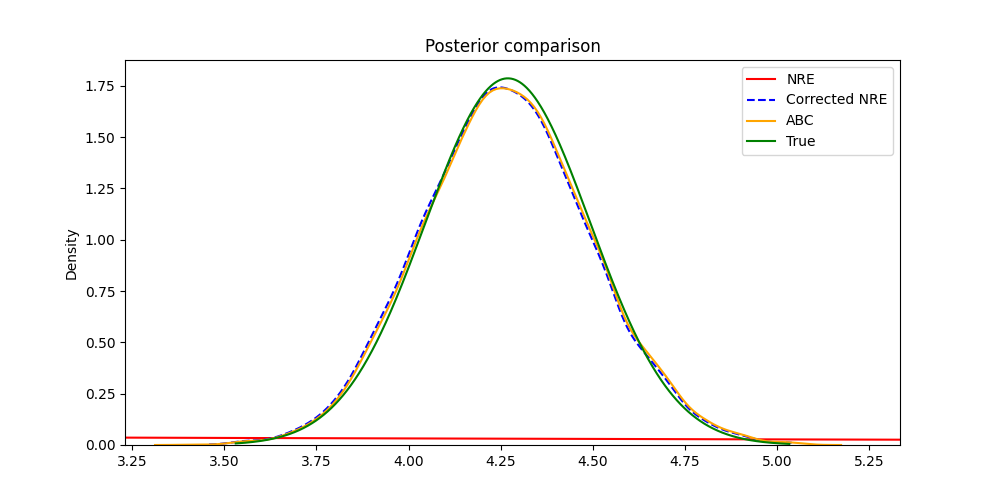 Posterior comparison
NRE
Corrected NRE
ABC
True
Density
1.75
1.50
1.25
1.00
0.75
0.50
0.25
0.00
3.25 3.50 3.75 4.00 4.25 4.50 4.75 5.00 5.25